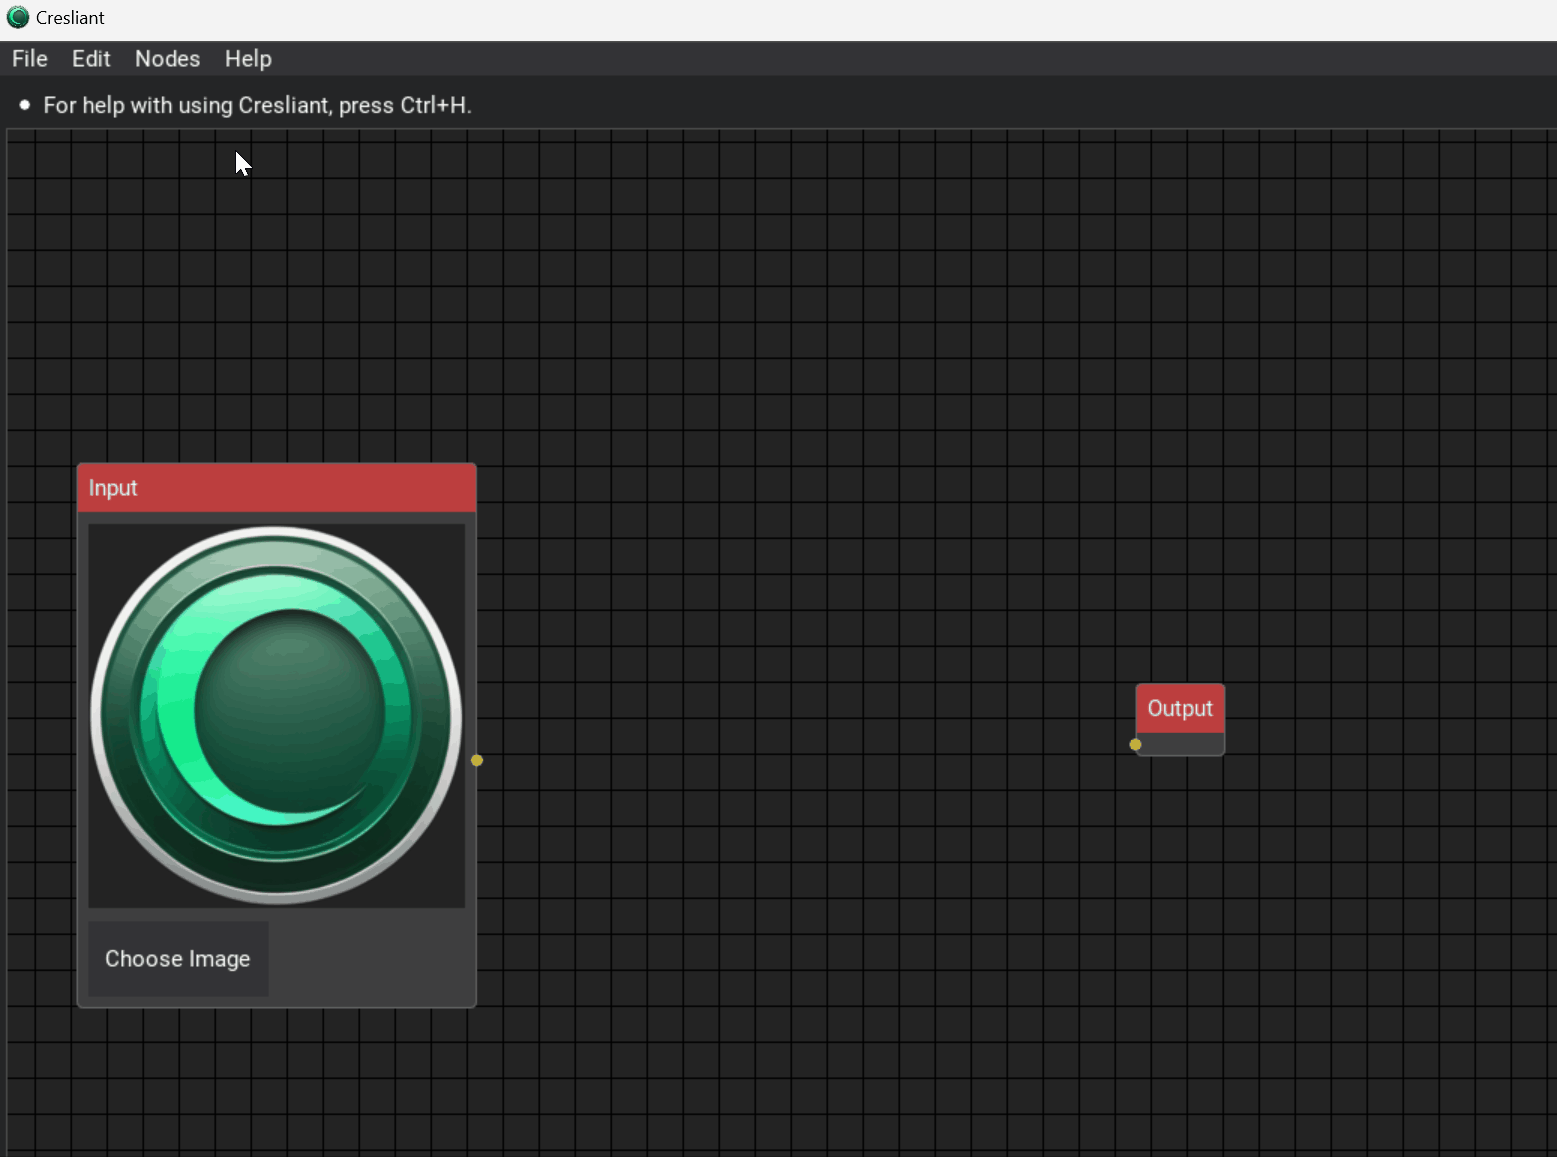 Cresliant
File Edit Nodes Help
For help with using Cresliant, press Ctrl+H.
Input
Output
Choose Image